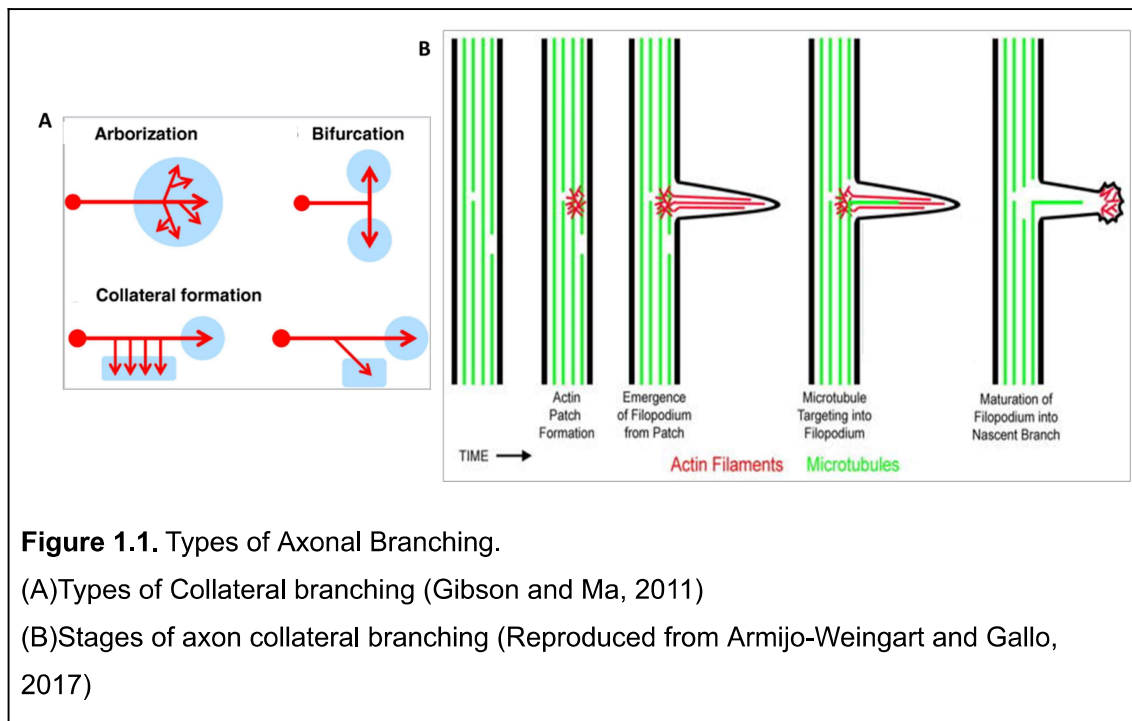 A
Arborization
Bifurcation
Collateral formation
B
Actin
Patch
Formation
Emergence
of Filopodium
from Patch
Microtubule
Targeting into
Filopodium
Maturation of
Filopodium into
Nascent Branch
TIME
Actin Filaments
Microtubules
Figure 1.1. Types of Axonal Branching.
(A)Types of Collateral branching (Gibson and Ma, 2011)
(B)Stages of axon collateral branching (Reproduced from Armijo-Weingart and Gallo,
2017)